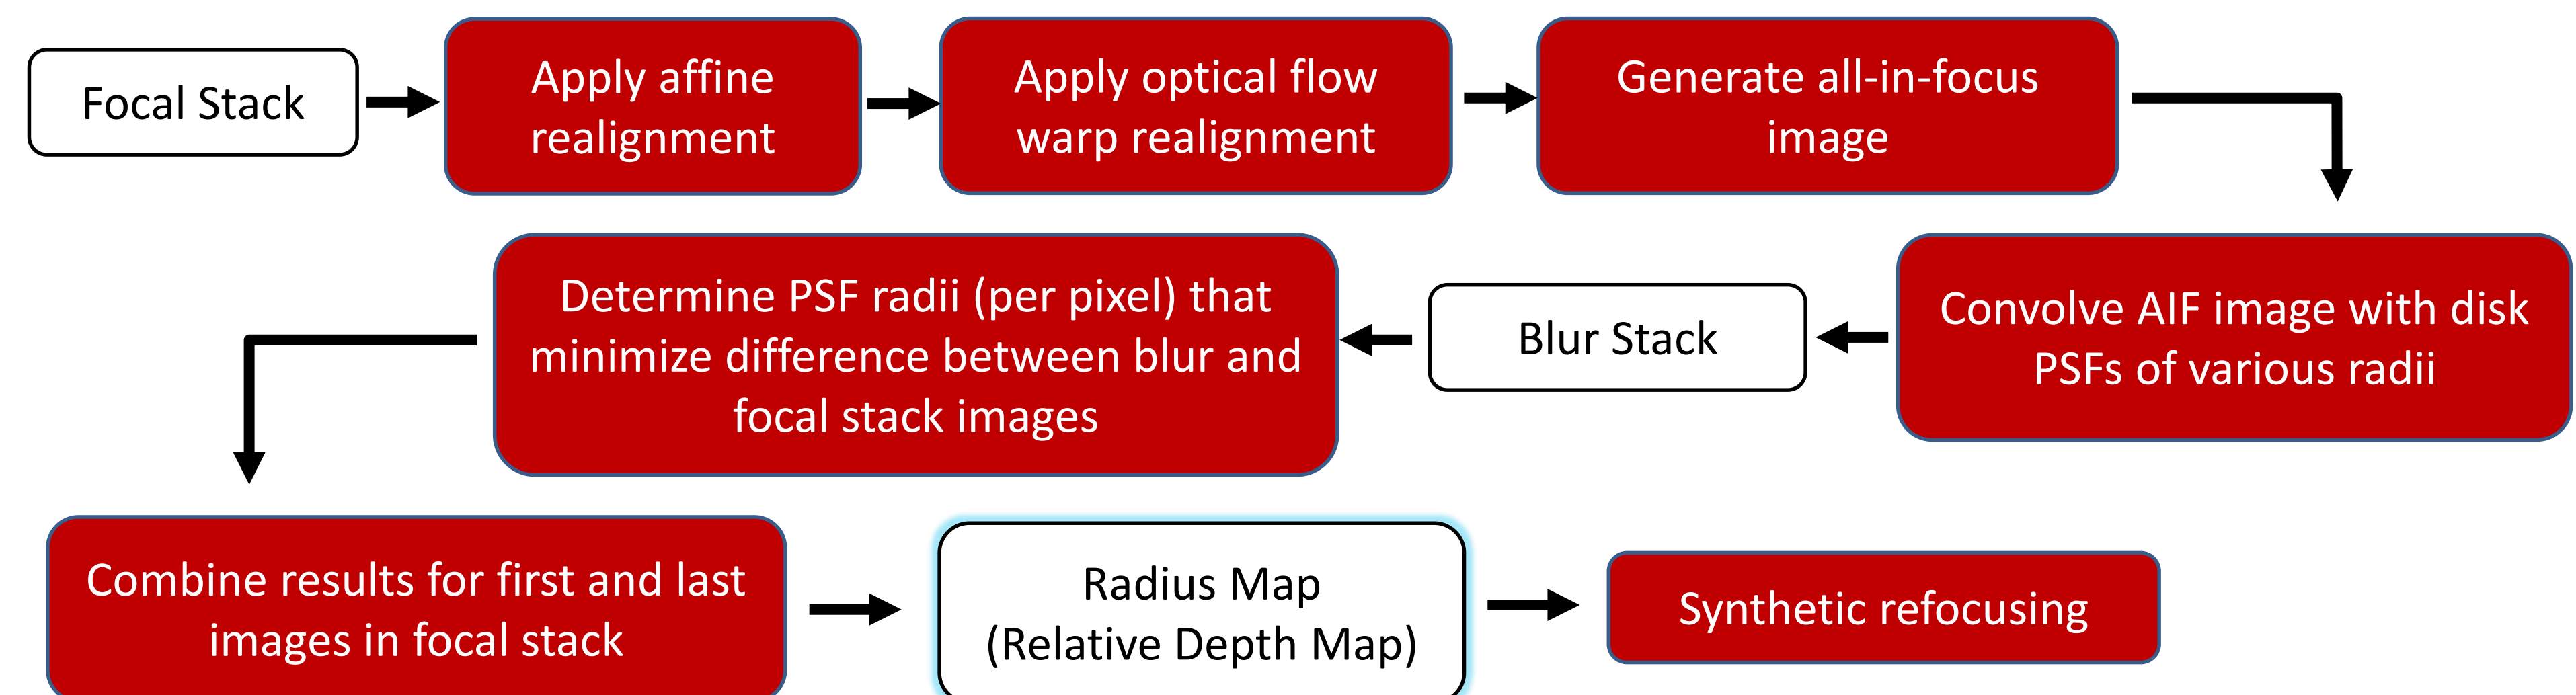 Focal Stack
Apply affine
realignment
Apply optical flow
warp realignment
Generate all-in-focus
image
Convolve AIF image with disk
PSFs of various radii
Blur Stack
Determine PSF radii (per pixel) that
minimize difference between blur and
focal stack images
Combine results for first and last
images in focal stack
Radius Map
(Relative Depth Map)
Synthetic refocusing